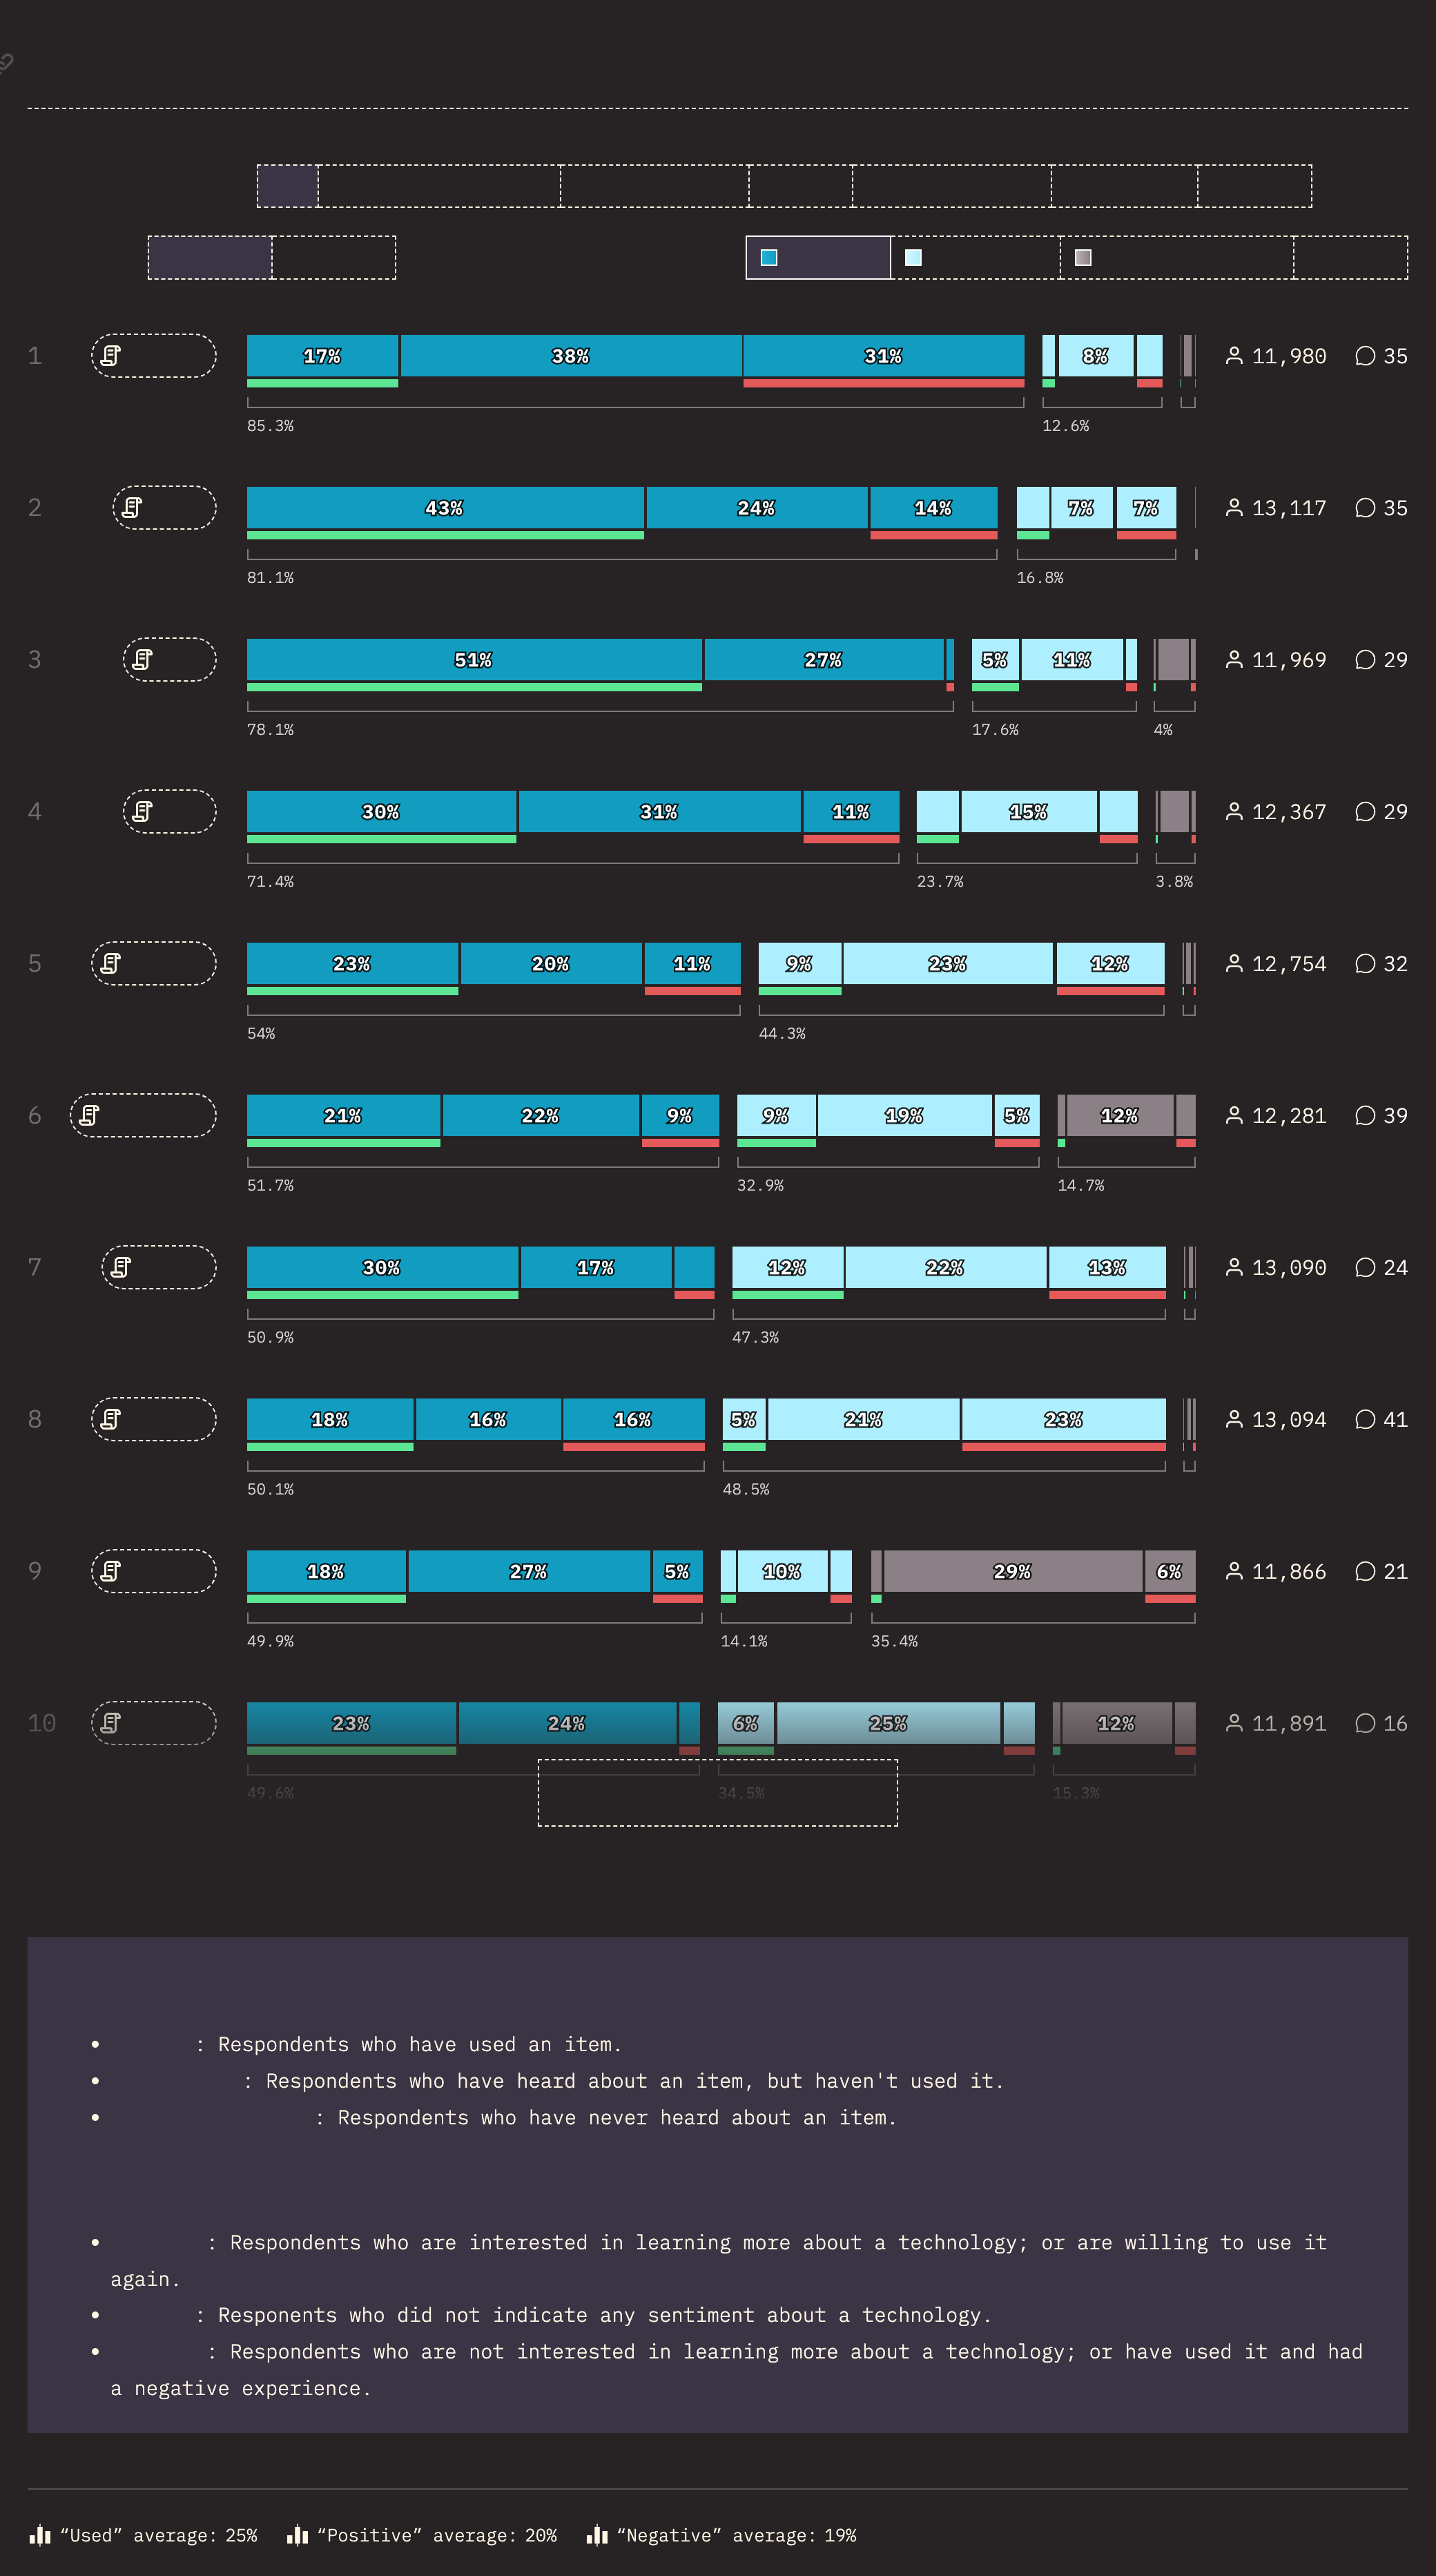 1 17% 38% 31% 8% 11,980 35
85.3% 12.6%
2 43% 24% 14% 7% 7% 13,117 35
81.1% 16.8%
3 51% 27% 5% 11% 11,969 29
78.1% 17.6% 4%
4 30% 31% 11% 15% 12,367 29
71.4% 23.7% 3.8%
5 23% 20% 11% 9% 23% 12% 12,754 32
54% 44.3%
6 21% 22% 9% 9% 19% 5% 12% 12,281 39
51.7% 32.9% 14.7%
7 30% 17% 12% 22% 13% 13,090 24
50.9% 47.3%
8 18% 16% 16% 5% 21% 23% 13,094 41
50.1% 48.5%
9 18% 27% 5% 10% 29% 6% 11,866 21
49.9% 14.1% 35.4%
10 23% 24% 6% 25% 12% 11,891 16
49.6% 34.5% 15.3%
• : Respondents who have used an item.
• : Respondents who have heard about an item, but haven't used it.
• : Respondents who have never heard about an item.
• : Respondents who are interested in learning more about a technology; or are willing to use it
again.
• : Responents who did not indicate any sentiment about a technology.
• : Respondents who are not interested in learning more about a technology; or have used it and had
a negative experience.
“Used” average: 25% “Positive” average: 20% “Negative” average: 19%